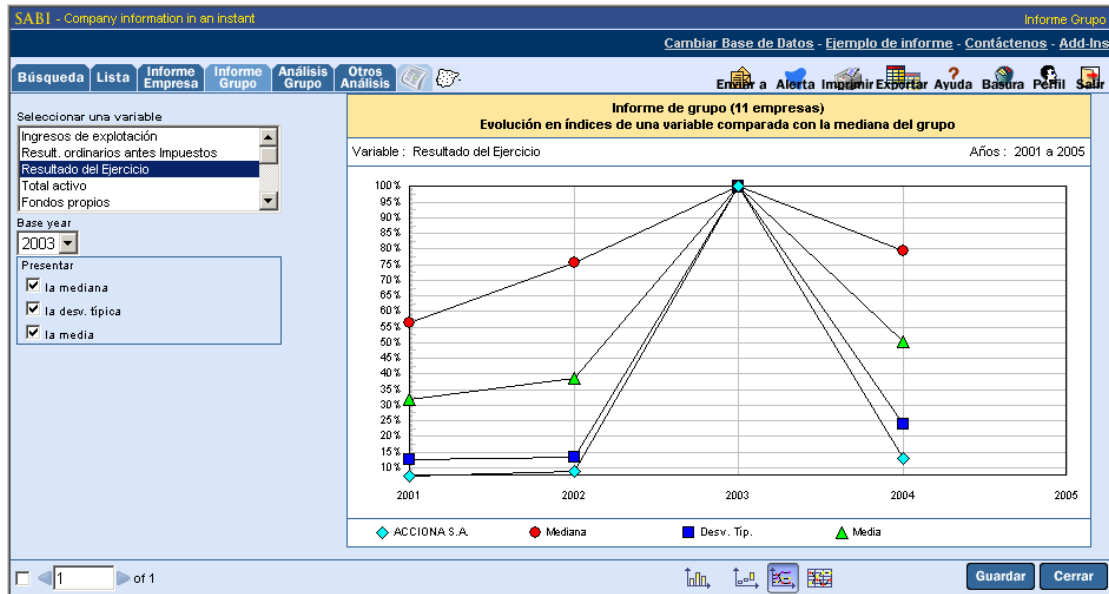 SABI - Company information in an instant
Informe Grupo
Cambiar Base de Datos - Ejemplo de informe - Contáctenos - Add-Ins
Búsqueda
Lista
Informe Empresa
Informe Grupo
Análisis Grupo
Otros Análisis
Enviar a
Alerta
Imprimir
Exportar
Ayuda
Basura
Perfil
Salir
Seleccionar una variable
Ingresos de explotación
Result. ordinarios antes Impuestos
Resultado del Ejercicio
Total activo
Fondos propios
Base year
2003
Presentar
la mediana
la desv. típica
la media
Informe de grupo (11 empresas)
Evolución en índices de una variable comparada con la mediana del grupo
Variable : Resultado del Ejercicio
Años : 2001 a 2005
100%
95%
90%
85%
80%
75%
70%
65%
60%
55%
50%
45%
40%
35%
30%
25%
20%
15%
10%
2001 2002 2003 2004 2005
ACCIONA S.A. Mediana Desv. Tip. Media
1 of 1
Guardar
Cerrar